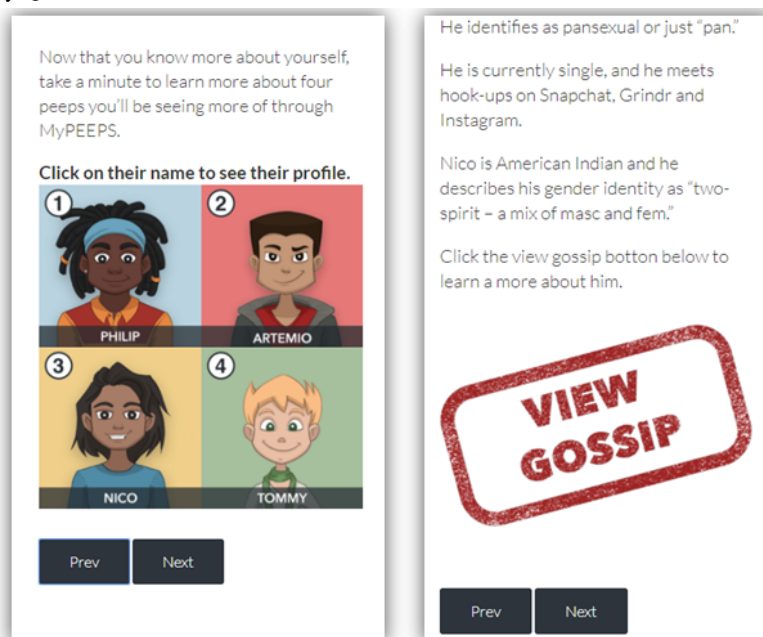 Now that you know more about yourself,
take a minute to learn more about four
peeps you'll be seeing more of through
MyPEEPS.
Click on their name to see their profile.
1
2
PHILIP
ARTEMIO
3
4
NICO
TOMMY
Prev
Next
He identifies as pansexual or just "pan."
He is currently single, and he meets
hook-ups on Snapchat, Grindr and
Instagram.
Nico is American Indian and he
describes his gender identity as "two-
spirit – a mix of masc and fem."
Click the view gossip botton below to
learn a more about him.
VIEW
GOSSIP
Prev
Next